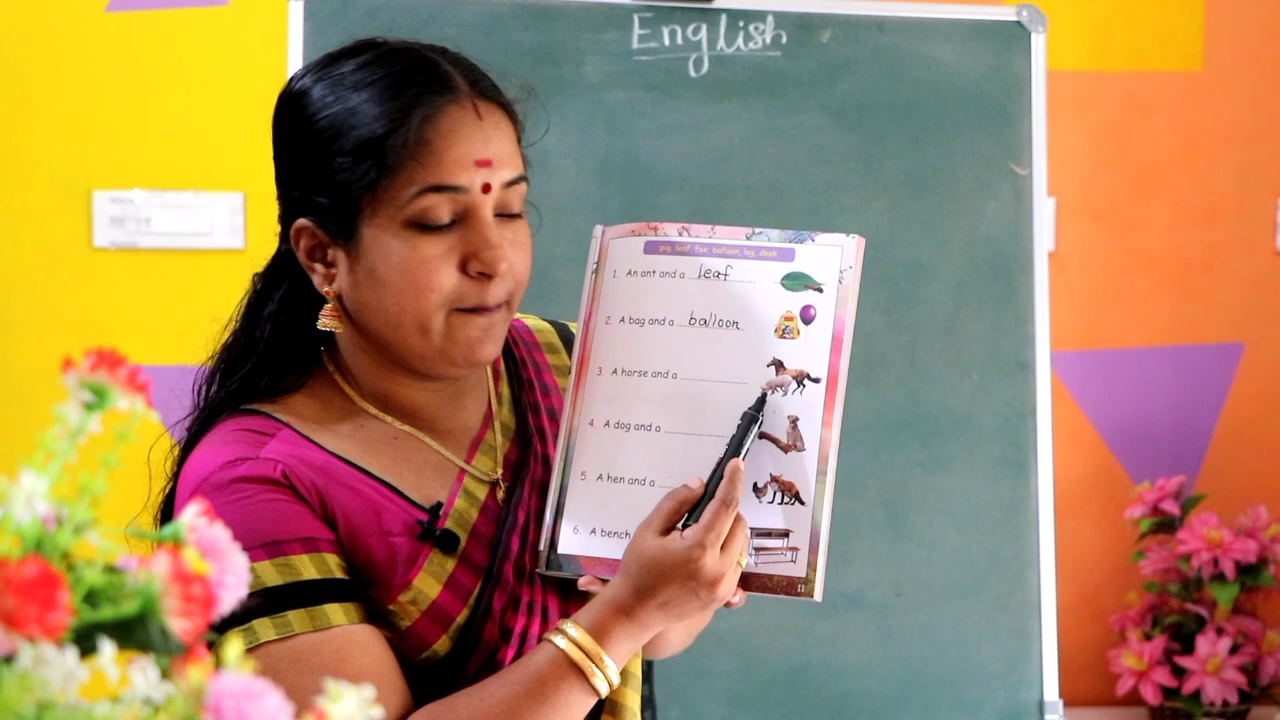 English
pig, leaf, fox, balloon, log, desk
1. An ant and a leaf
2. A bag and a balloon
3. A horse and a ....................
4. A dog and a ..................
5. A hen and a .....
6. A bench
11